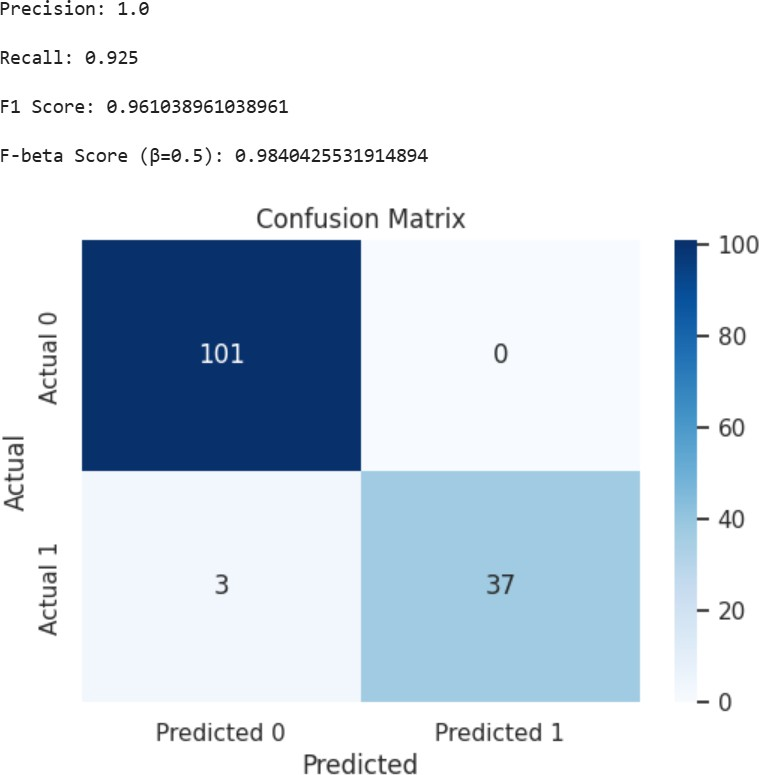 Precision: 1.0
Recall: 0.925
F1 Score: 0.961038961038961
F-beta Score (β=0.5): 0.9840425531914894
Confusion Matrix
Actual 0
101
0
Actual
Actual 1
3
37
Predicted 0
Predicted 1
Predicted
100
80
60
40
20
0